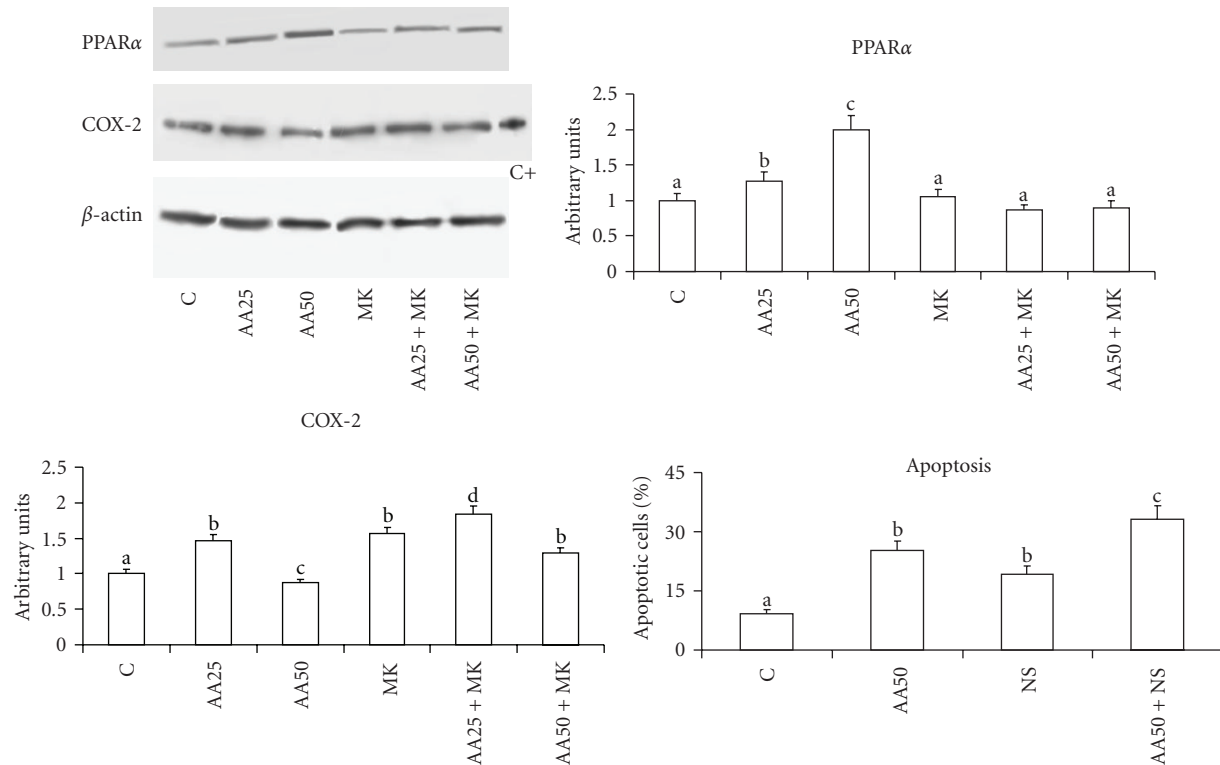 PPARα
COX-2
C+
β-actin
C
AA25
AA50
MK
AA25 + MK
AA50 + MK
PPARα
Arbitrary units
2.5
2
1.5
1
0.5
0
a
b
c
a
a
a
C
AA25
AA50
MK
AA25 + MK
AA50 + MK
COX-2
Arbitrary units
2.5
2
1.5
1
0.5
0
a
b
c
b
d
b
C
AA25
AA50
MK
AA25 + MK
AA50 + MK
Apoptosis
Apoptotic cells (%)
45
30
15
0
a
b
b
c
C
AA50
NS
AA50 + NS